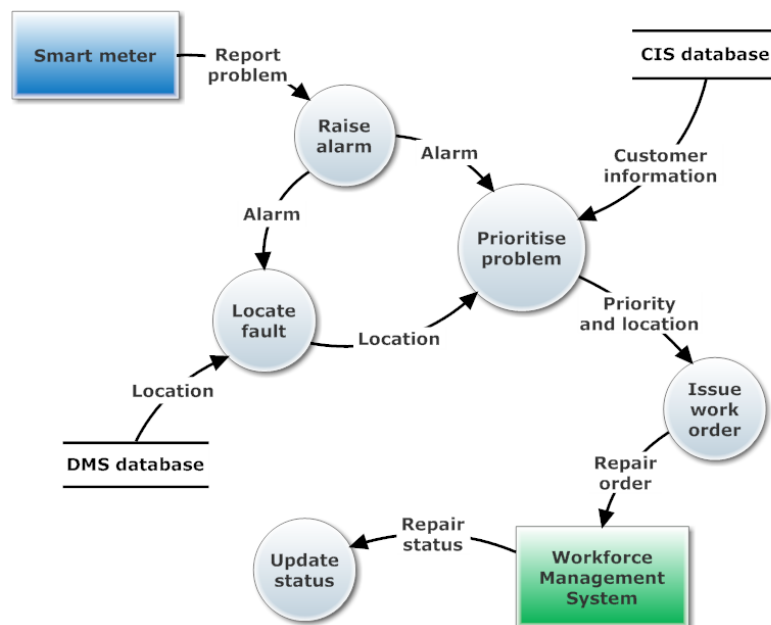 Smart meter
Report
problem
CIS database
Raise
alarm
Alarm
Customer
information
Alarm
Prioritise
problem
Locate
fault
Location
Priority
and location
Location
Issue
work
order
DMS database
Repair
order
Repair
status
Update
status
Workforce
Management
System